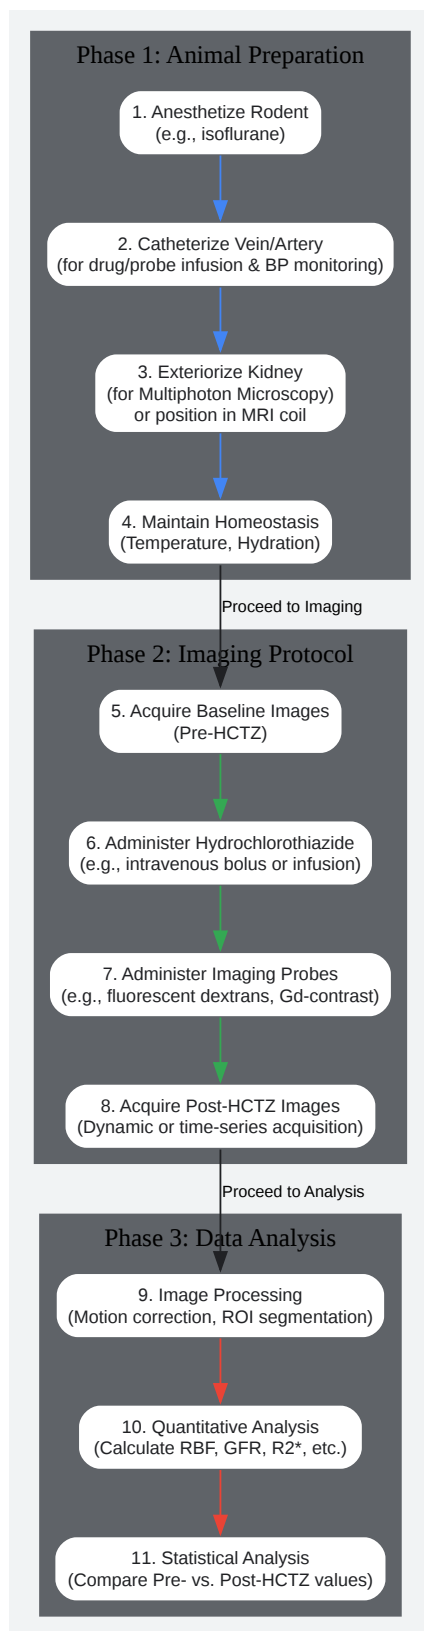 Phase 1: Animal Preparation
1. Anesthetize Rodent
(e.g., isoflurane)
2. Catheterize Vein/Artery
(for drug/probe infusion & BP monitoring)
3. Exteriorize Kidney
(for Multiphoton Microscopy)
or position in MRI coil
4. Maintain Homeostasis
(Temperature, Hydration)
Proceed to Imaging
Phase 2: Imaging Protocol
5. Acquire Baseline Images
(Pre-HCTZ)
6. Administer Hydrochlorothiazide
(e.g., intravenous bolus or infusion)
7. Administer Imaging Probes
(e.g., fluorescent dextrans, Gd-contrast)
8. Acquire Post-HCTZ Images
(Dynamic or time-series acquisition)
Proceed to Analysis
Phase 3: Data Analysis
9. Image Processing
(Motion correction, ROI segmentation)
10. Quantitative Analysis
(Calculate RBF, GFR, R2*, etc.)
11. Statistical Analysis
(Compare Pre- vs. Post-HCTZ values)